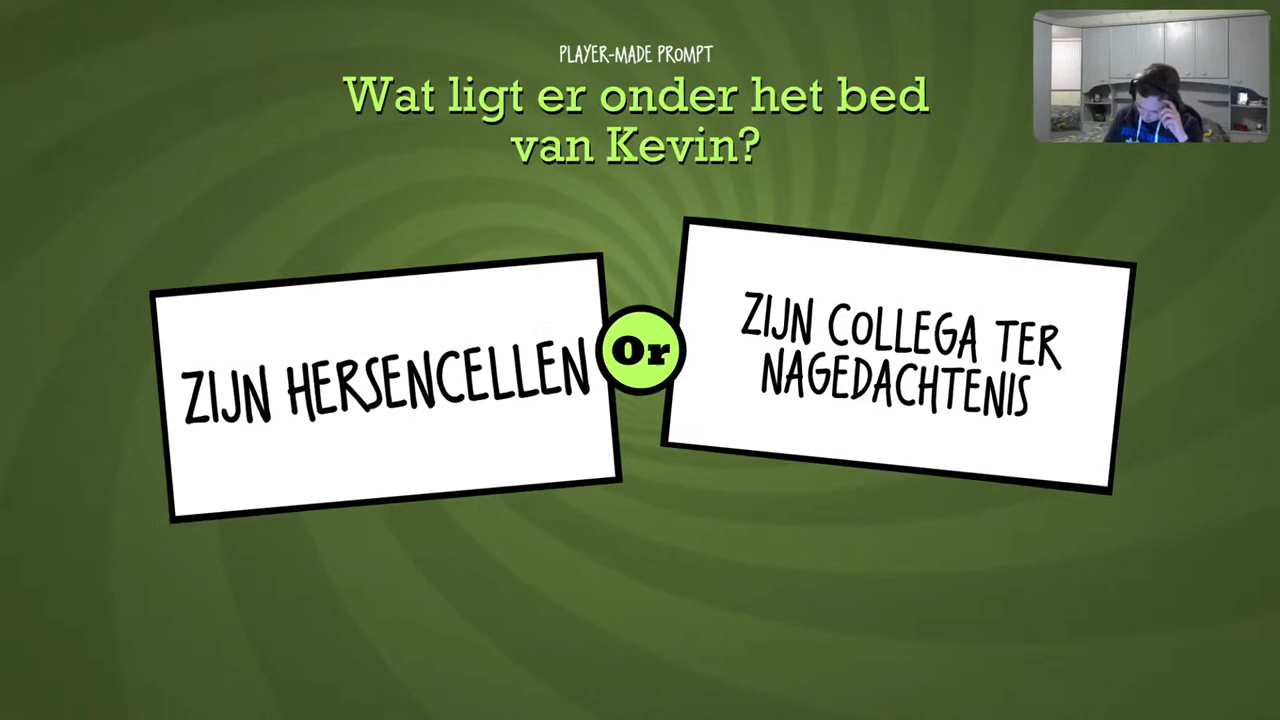 PLAYER-MADE PROMPT
Wat ligt er onder het bed
van Kevin?
ZIJN HERSENCELLEN
Or
ZIJN COLLEGA TER
NAGEDACHTENIS